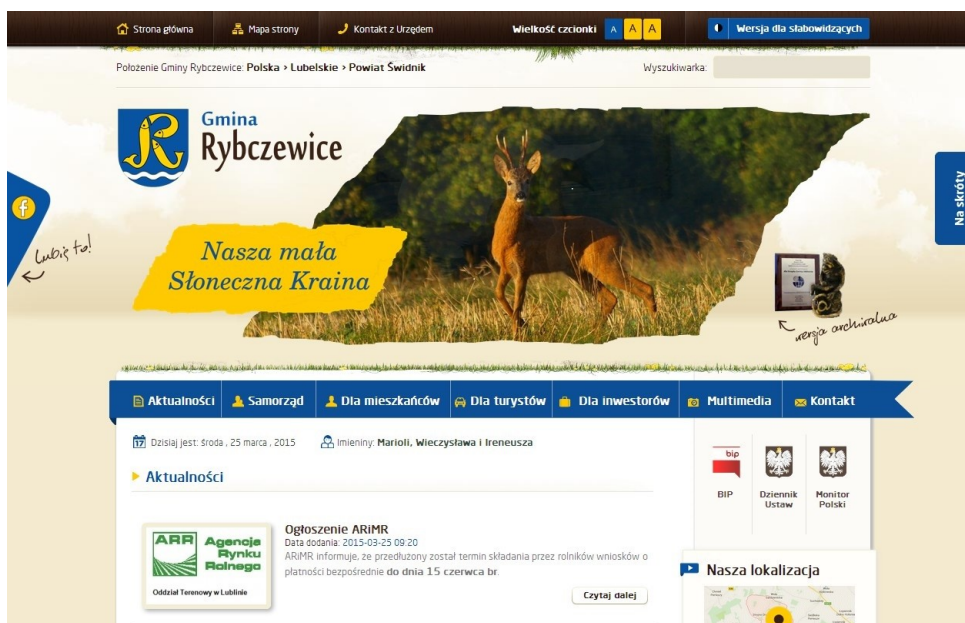 Strona główna
Mapa strony
Kontakt z Urzędem
Wielkość czcionki A A A
Wersja dla słabowidzących
Położenie Gminy Rybczewice: Polska > Lubelskie > Powiat Świdnik
Wyszukiwarka:
Gmina
Rybczewice
Na skróty
Lubię to!
Nasza mała
Słoneczna Kraina
wersja archiwalna
Aktualności
Samorząd
Dla mieszkańców
Dla turystów
Dla inwestorów
Multimedia
Kontakt
17 Dzisiaj jest: środa , 25 marca , 2015
Imieniny: Marioli, Wieczysława i Ireneusza
Aktualności
bip
BIP
Dziennik
Ustaw
Monitor
Polski
ARR Agencja
Rynku
Rolnego
Oddział Terenowy w Lublinie
Ogłoszenie ARiMR
Data dodania: 2015-03-25 09:20
ARiMR informuje, że przedłużony został termin składania przez rolników wniosków o
płatności bezpośrednie do dnia 15 czerwca br.
Czytaj dalej
Nasza lokalizacja